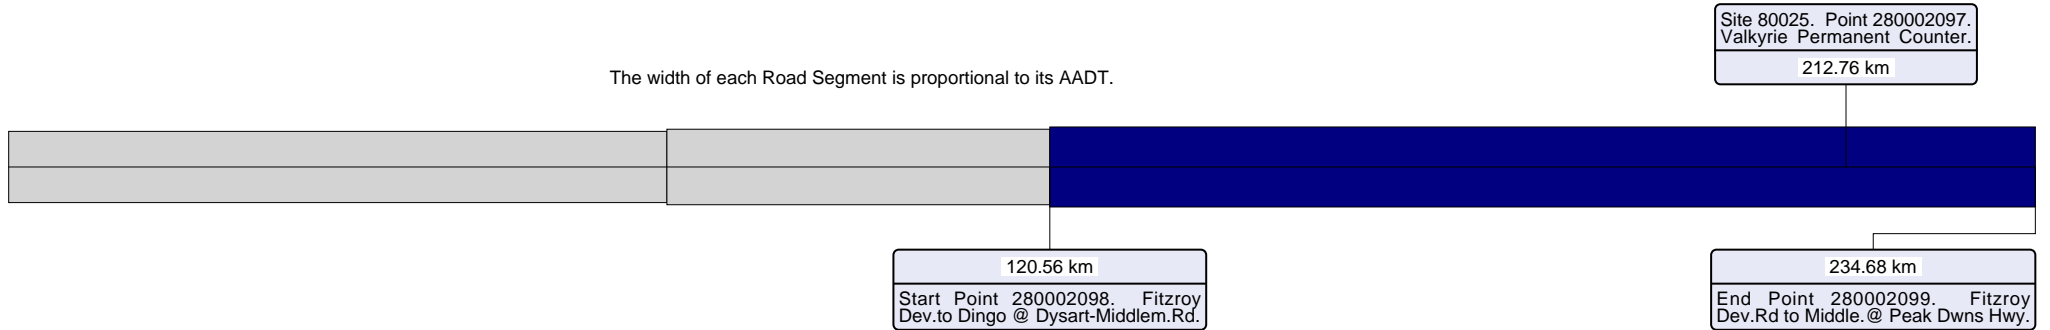 Site 80025. Point 280002097.
Valkyrie Permanent Counter.
212.76 km
The width of each Road Segment is proportional to its AADT.
120.56 km
Start Point 280002098. Fitzroy
Dev.to Dingo @ Dysart-Middlem.Rd.
234.68 km
End Point 280002099. Fitzroy
Dev.Rd to Middle.@ Peak Dwns Hwy.